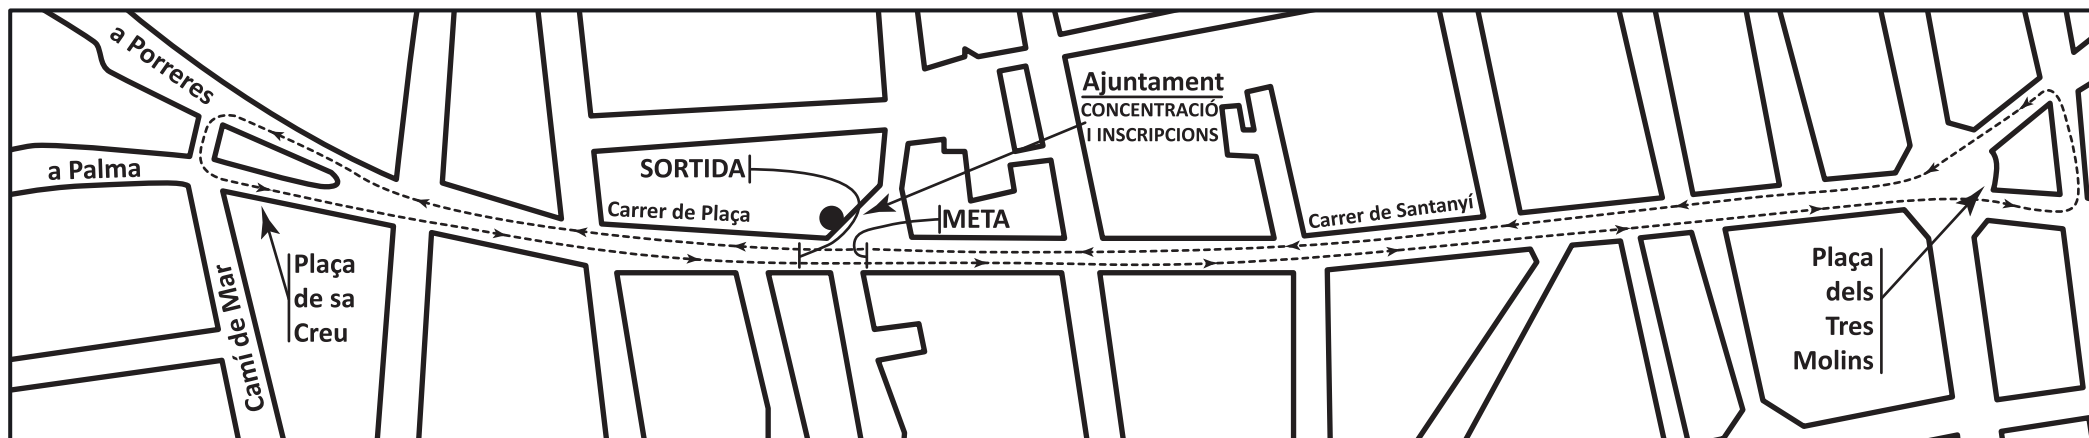 a Porreres
a Palma
Camí de Mar
Plaça
de sa
Creu
SORTIDA
Carrer de Plaça
META
Ajuntament
CONCENTRACIÓ
I INSCRIPCIONS
Carrer de Santanyí
Plaça
dels
Tres
Molins